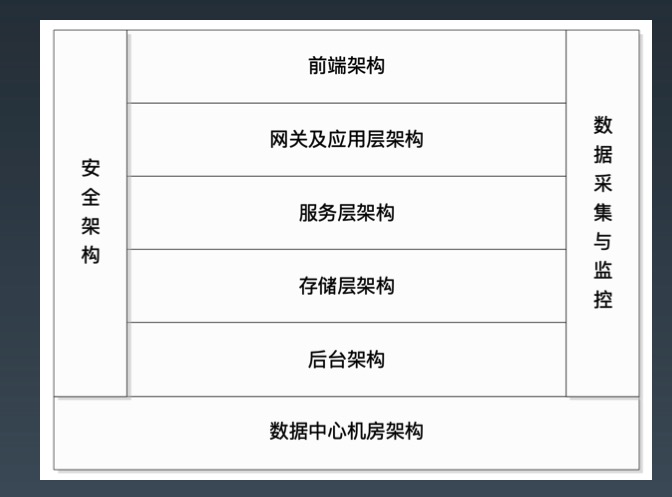 安全架构
前端架构
网关及应用层架构
服务层架构
存储层架构
后台架构
数据采集与监控
数据中心机房架构